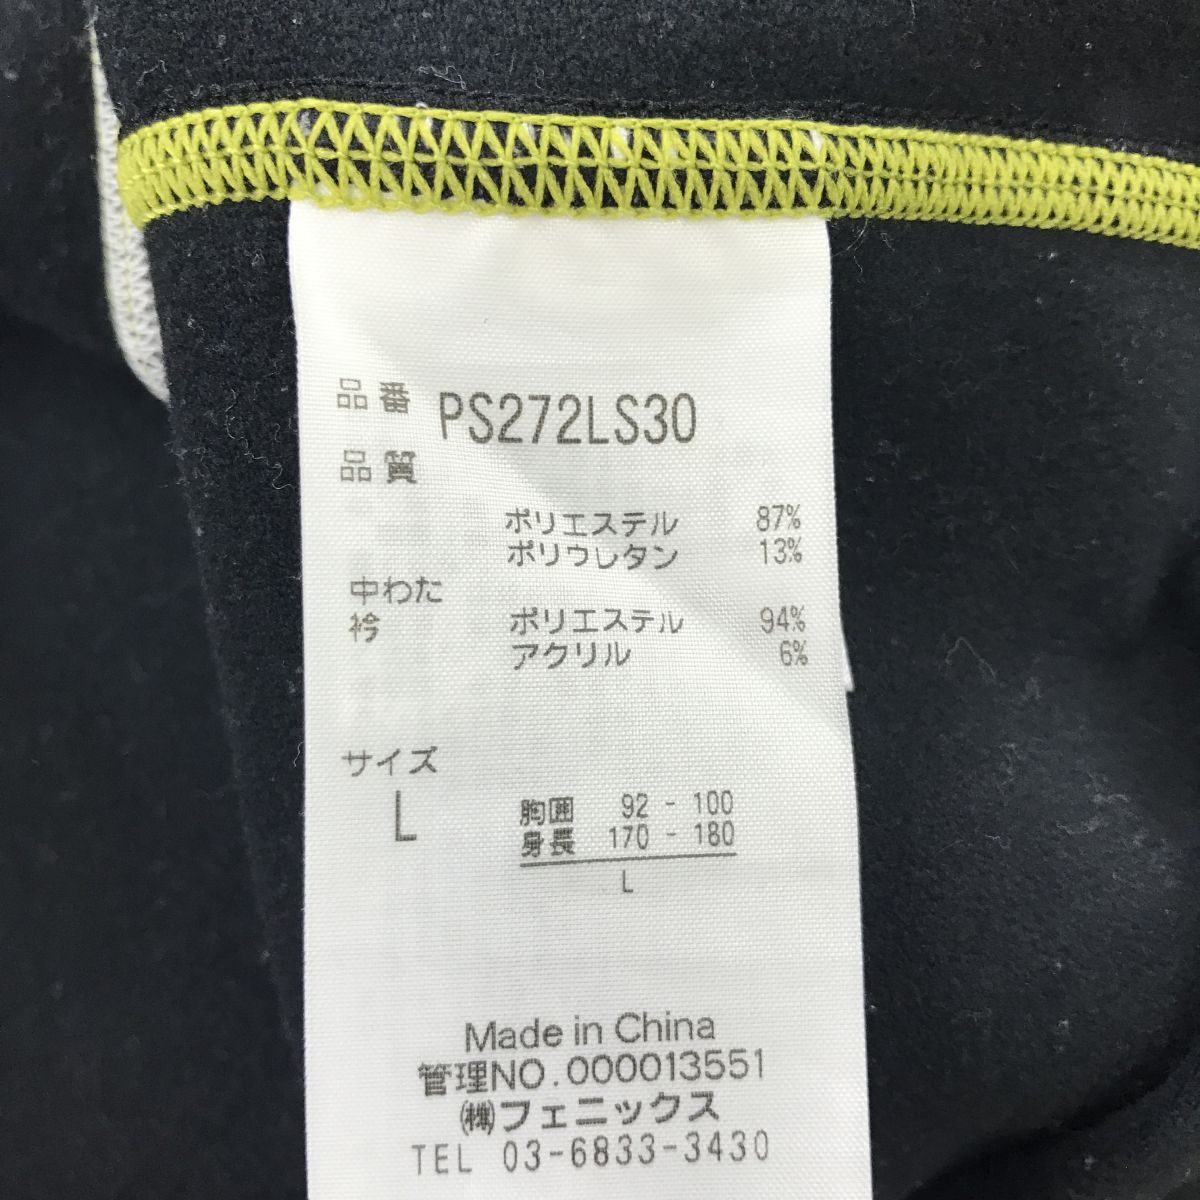 品番 PS272LS30
品質
ポリエステル 87%
ポリウレタン 13%
中わた
衿 ポリエステル 94%
アクリル 6%
サイズ
L 胸囲 92 - 100
身長 170 - 180
L
Made in China
管理NO.000013551
㈱フェニックス
TEL 03-6833-3430